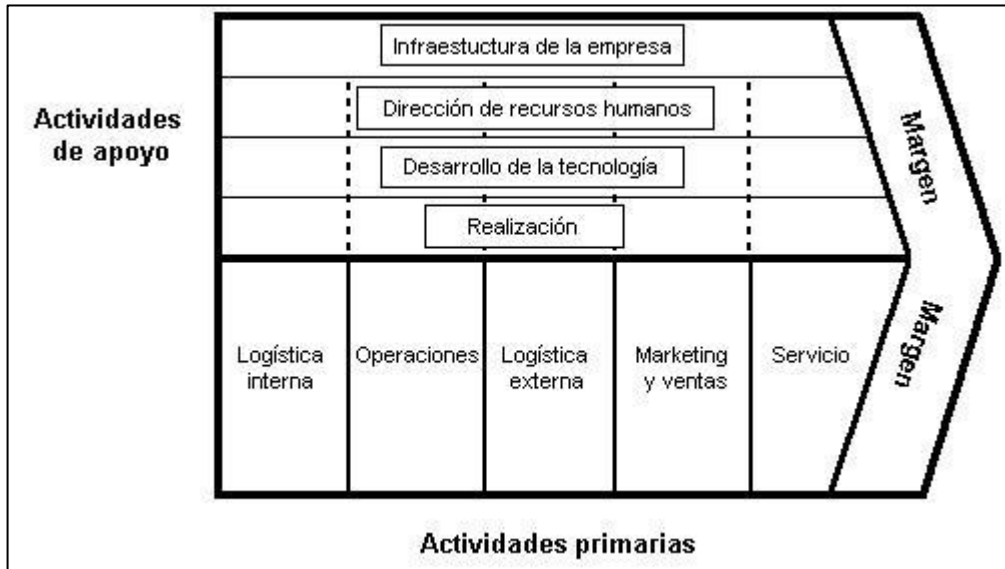 Infraestuctura de la empresa
Dirección de recursos humanos
Desarrollo de la tecnología
Realización
Actividades
de apoyo
Margen
Margen
Logística
interna
Operaciones
Logística
externa
Marketing
y ventas
Servicio
Actividades primarias